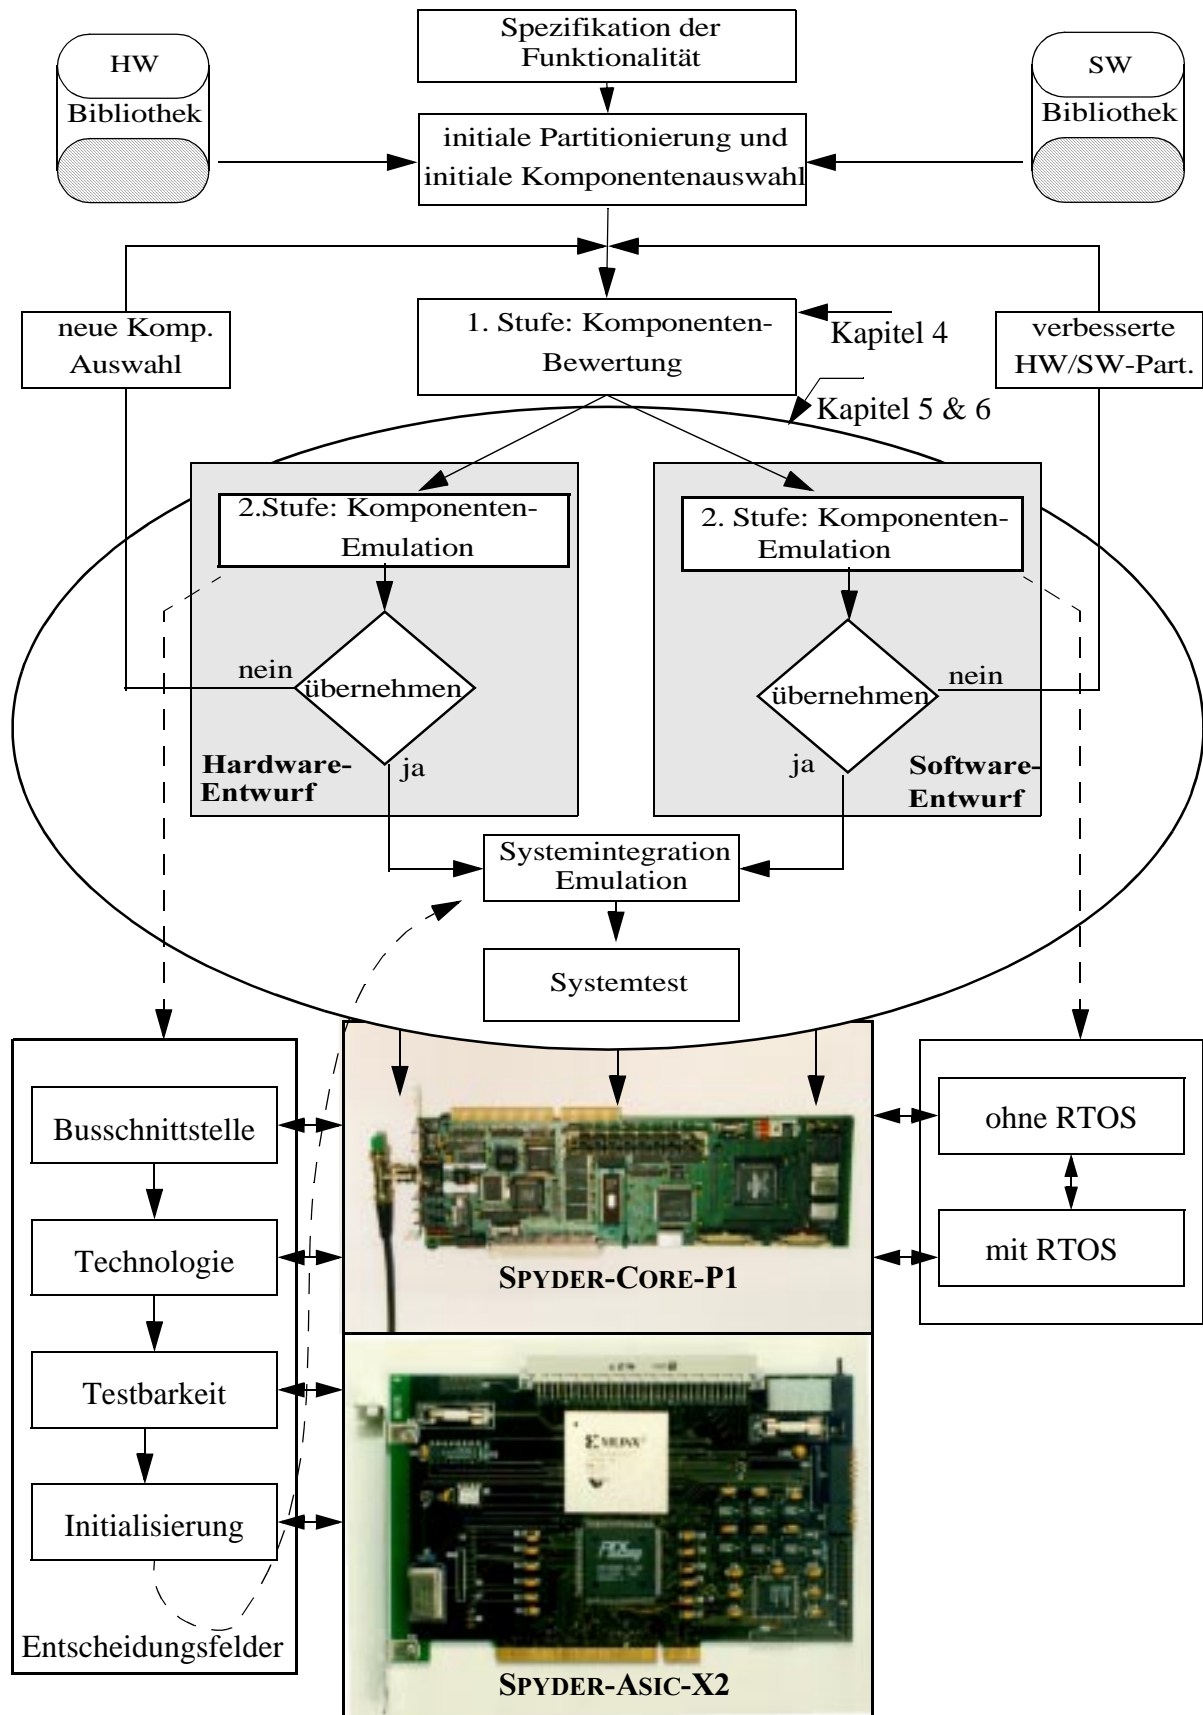 Spezifikation der
Funktionalität
HW
Bibliothek
SW
Bibliothek
initiale Partitionierung und
initiale Komponentenauswahl
neue Komp.
Auswahl
1. Stufe: Komponenten-
Bewertung
Kapitel 4
verbesserte
HW/SW-Part.
Kapitel 5 & 6
2.Stufe: Komponenten-
Emulation
2. Stufe: Komponenten-
Emulation
nein
übernehmen
ja
Hardware-
Entwurf
übernehmen
nein
ja
Software-
Entwurf
Systemintegration
Emulation
Systemtest
Busschnittstelle
Technologie
Testbarkeit
Initialisierung
Entscheidungsfelder
SPYDER-CORE-P1
XILINX
SPYDER-ASIC-X2
ohne RTOS
mit RTOS